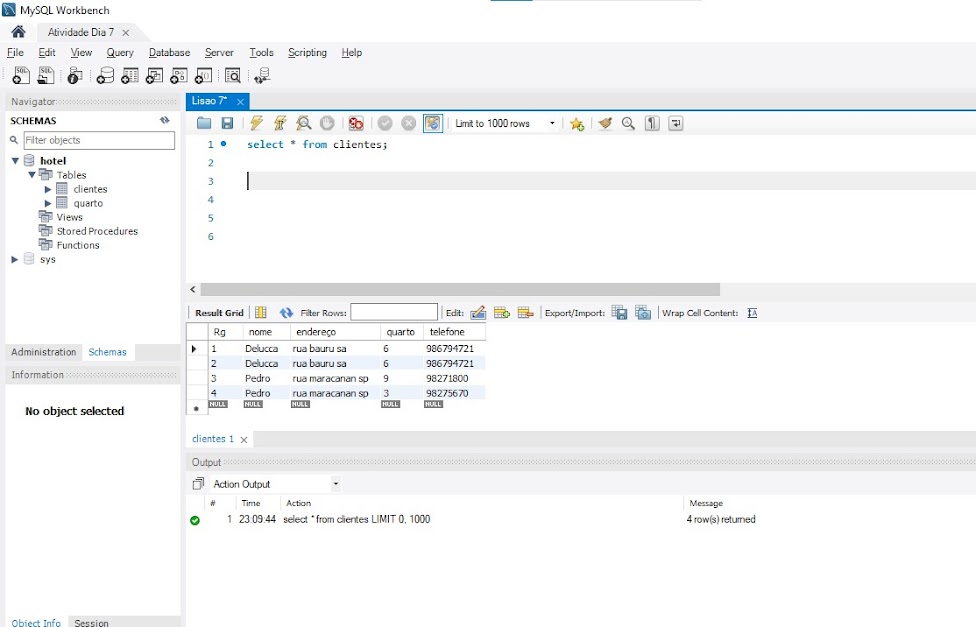 MySQL Workbench
Atividade Dia 7 ×
File Edit View Query Database Server Tools Scripting Help
Navigator
SCHEMAS
Filter objects
hotel
Tables
clientes
quarto
Views
Stored Procedures
Functions
sys
Administration Schemas
Information
No object selected
Object Info Session
Lisao 7* ×
Limit to 1000 rows
1 select * from clientes;
2
3
4
5
6
Result Grid Filter Rows: Edit: Export/Import: Wrap Cell Content: IA
Rg nome endereço quarto telefone
1 Delucca rua bauru sa 6 986794721
2 Delucca rua bauru sa 6 986794721
3 Pedro rua maracanan sp 9 98271800
4 Pedro rua maracanan sp 3 98275670
NULL NULL NULL NULL NULL
clientes 1 ×
Output
Action Output
# Time Action Message
1 23:09:44 select * from clientes LIMIT 0, 1000 4 row(s) returned